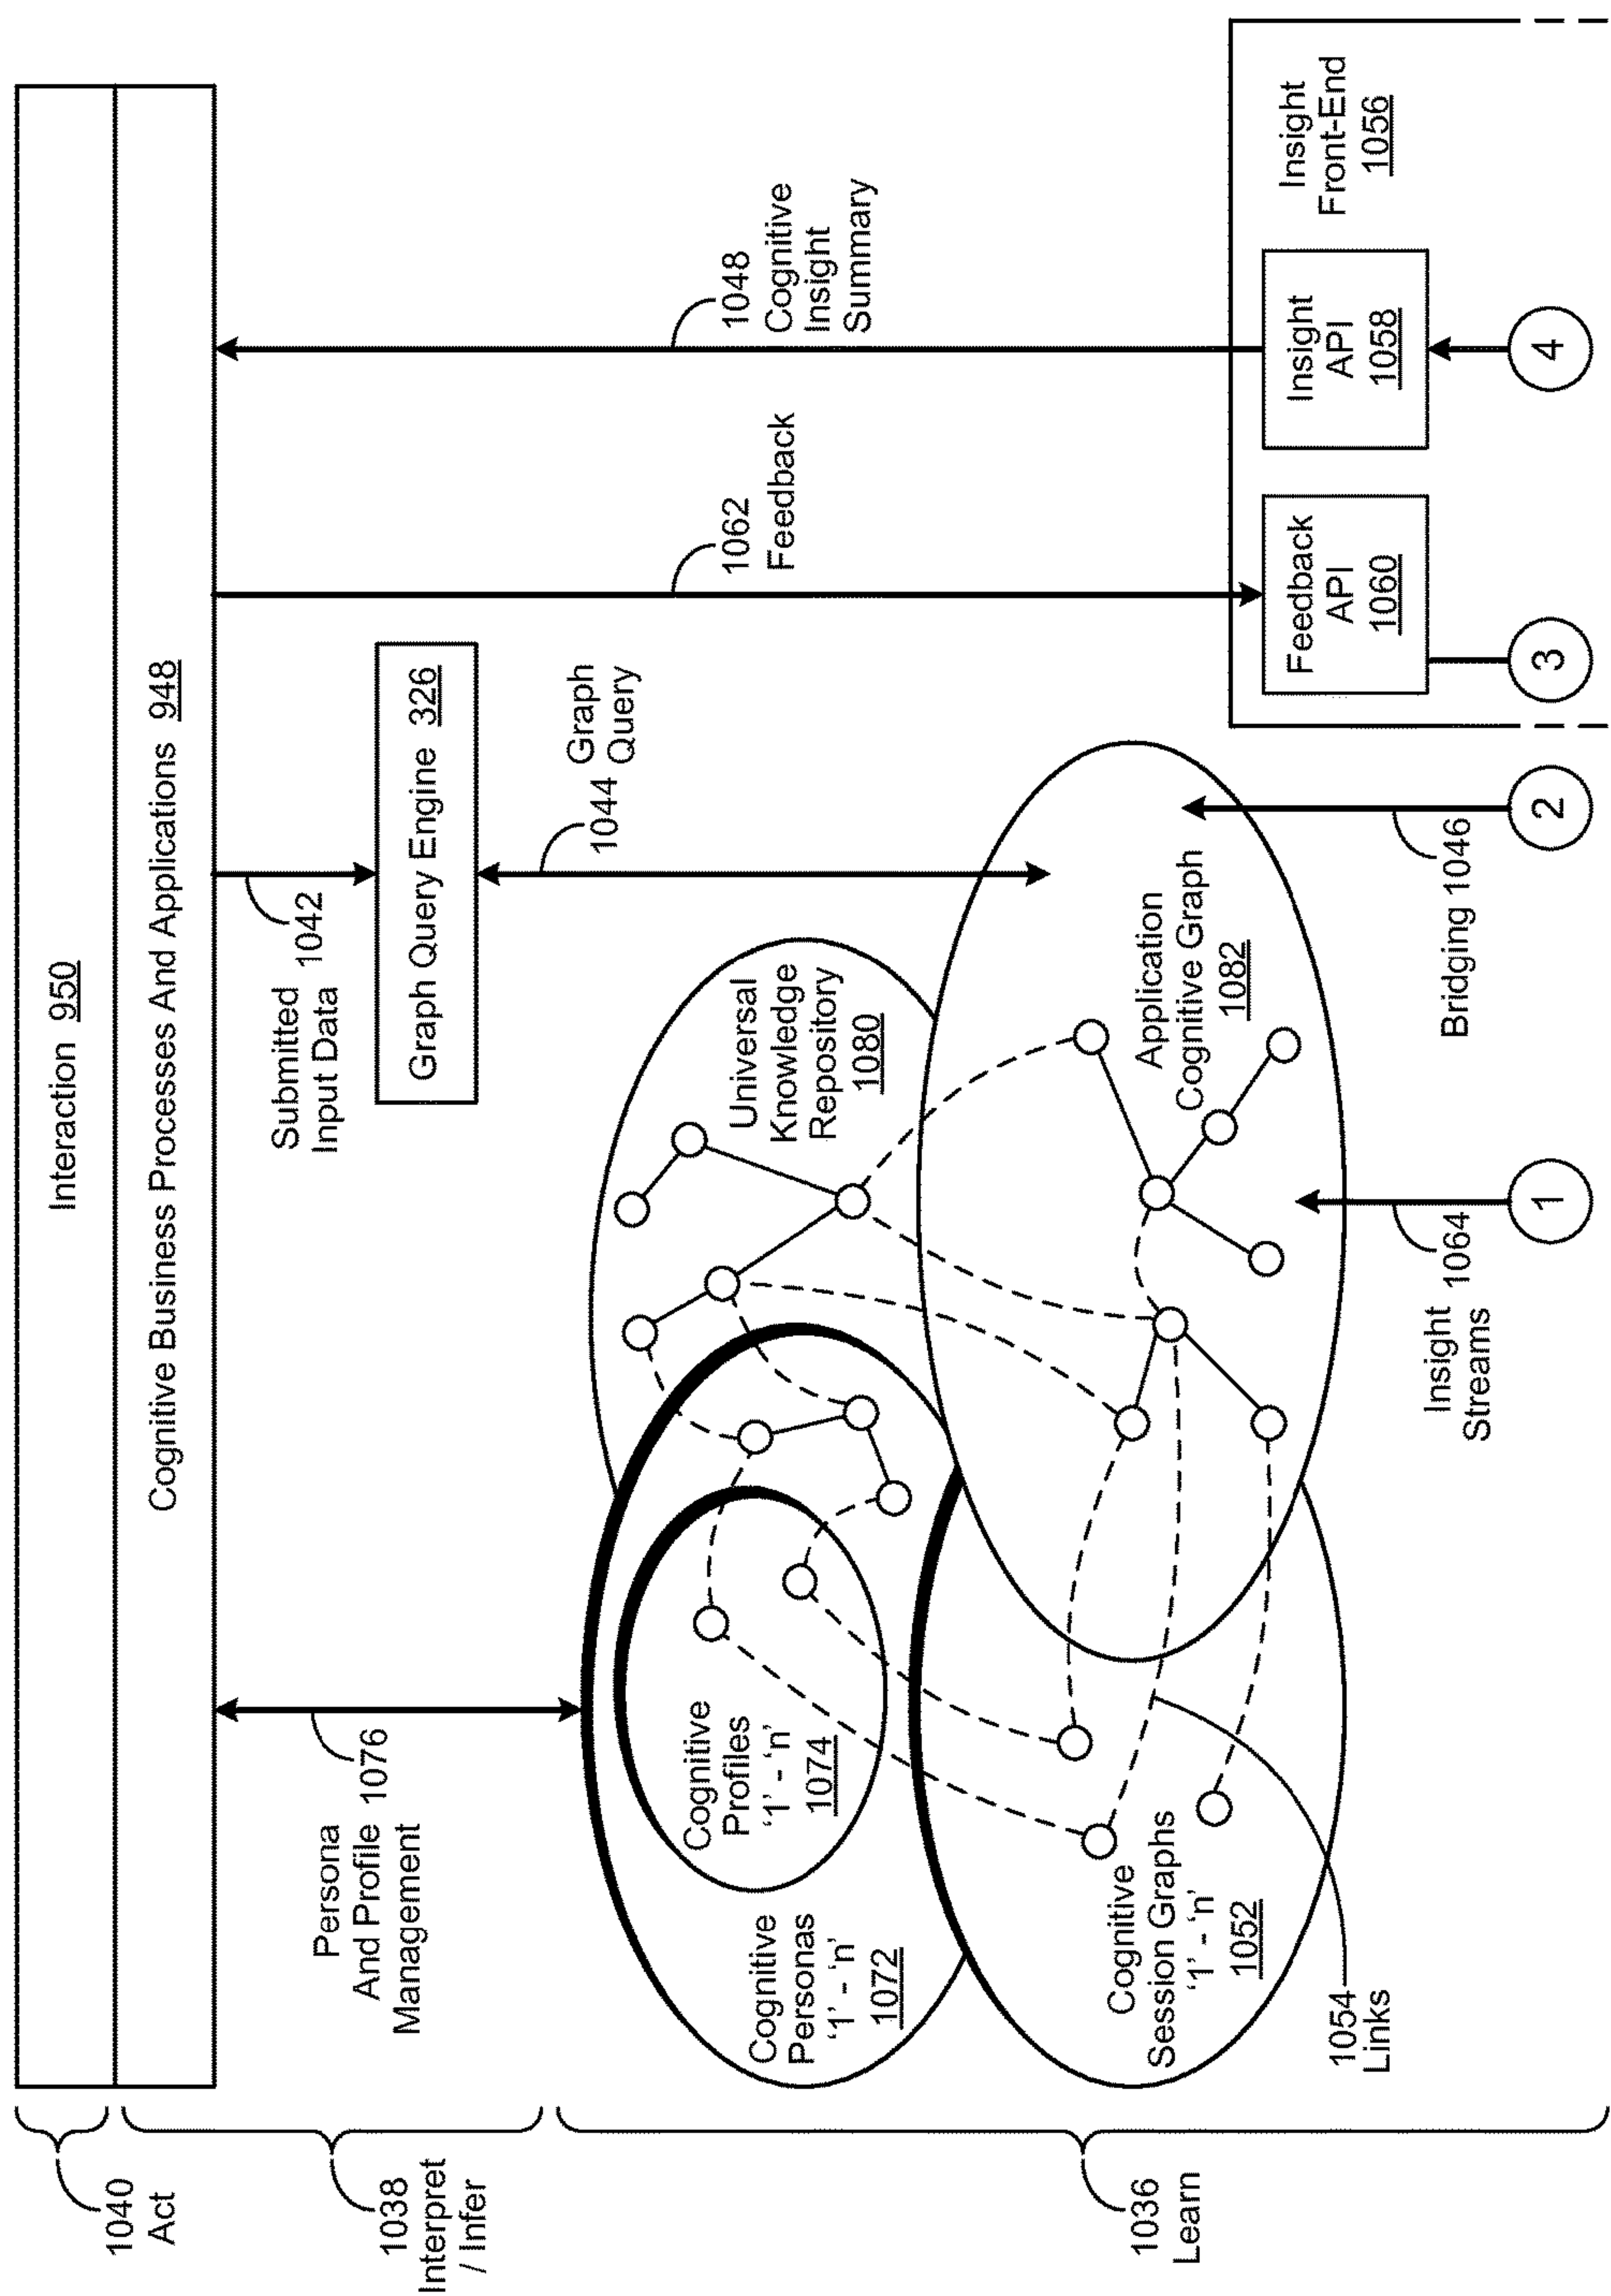 Interaction 950
Cognitive Business Processes And Applications 948
1040
Act
1038
Interpret
/ Infer
1036
Learn
Persona
And Profile 1076
Management
Submitted
Input Data 1042
Graph Query Engine 326
1044 Graph
Query
1062
Feedback
1048
Cognitive
Insight
Summary
Cognitive
Personas
'1' - 'n'
1072
Cognitive
Profiles
'1' - 'n'
1074
Universal
Knowledge
Repository
1080
Cognitive
Session Graphs
'1' - 'n'
1052
Application
Cognitive Graph
1082
1054
Links
Insight
Streams 1064
Bridging 1046
Feedback
API
1060
Insight
API
1058
Insight
Front-End
1056
1
2
3
4